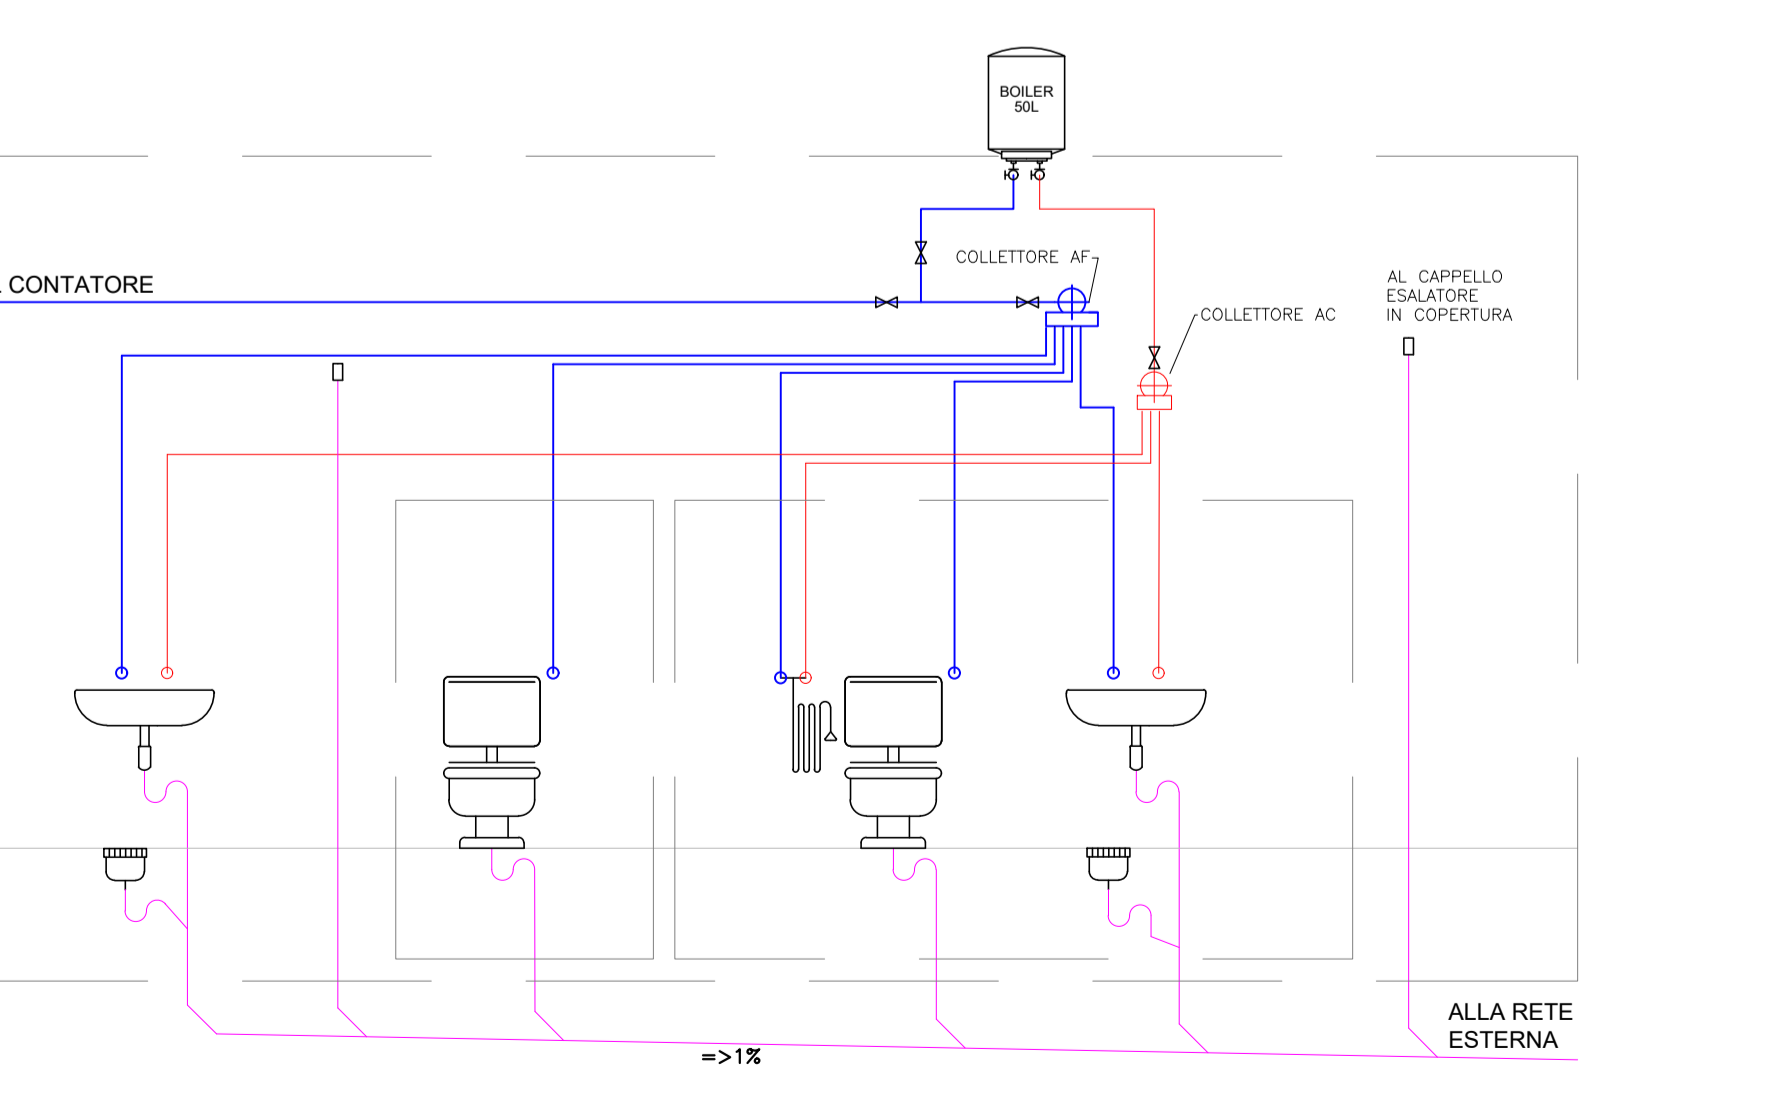 BOILER
50L
COLLETTORE AF
CONTATORE
AL CAPPELLO
ESALATORE
IN COPERTURA
COLLETTORE AC
ALLA RETE
ESTERNA
=>1%